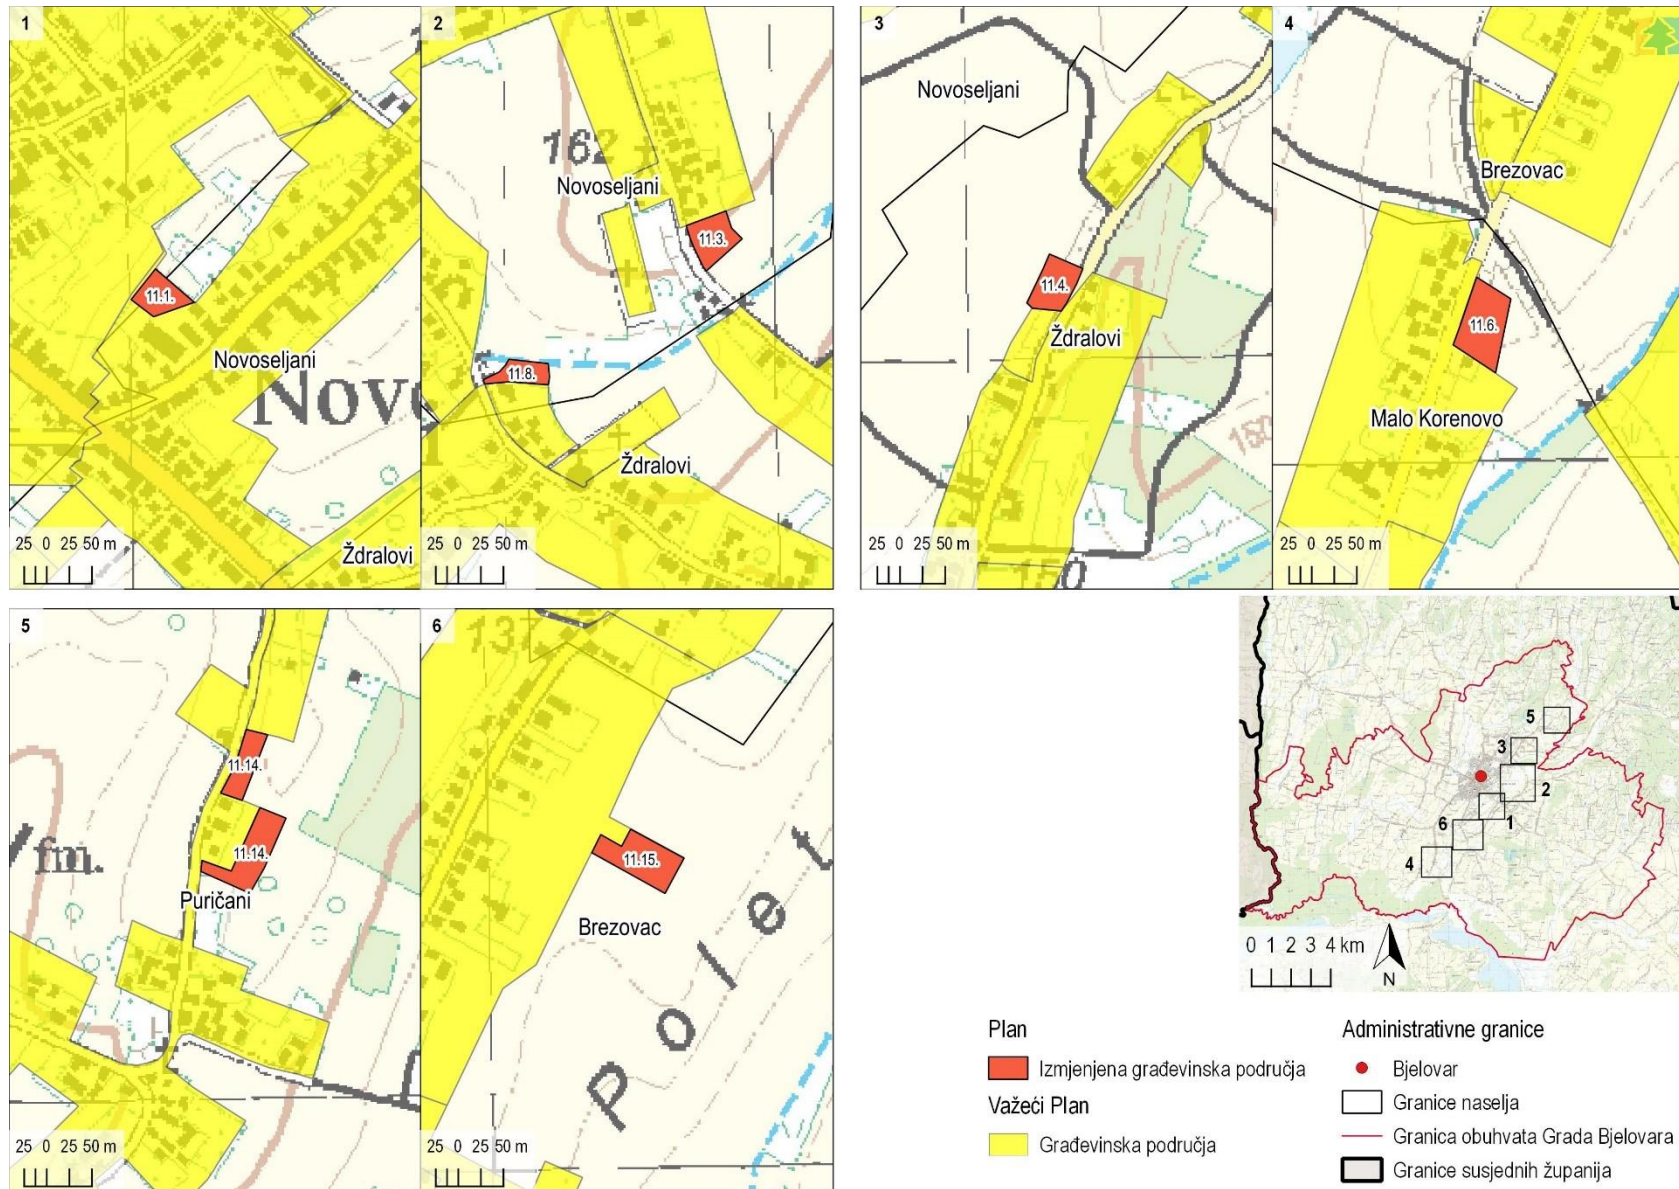 1
11.1.
Novoseljani
Novo
Ždralovi
25 0 25 50 m
2
162
Novoseljani
11.3.
11.8.
Ždralovi
25 0 25 50 m
3
Novoseljani
11.4.
Ždralovi
25 0 25 50 m
4
Brezovac
11.6.
Malo Korenovo
25 0 25 50 m
5
11.14.
11.14.
fm.
Puričani
25 0 25 50 m
6
13
11.15.
Brezovac
Polet
25 0 25 50 m
5
3
2
1
6
4
0 1 2 3 4 km
N
Plan
Izmjenjena građevinska područja
Važeći Plan
Građevinska područja
Administrativne granice
Bjelovar
Granice naselja
Granica obuhvata Grada Bjelovara
Granice susjednih županija